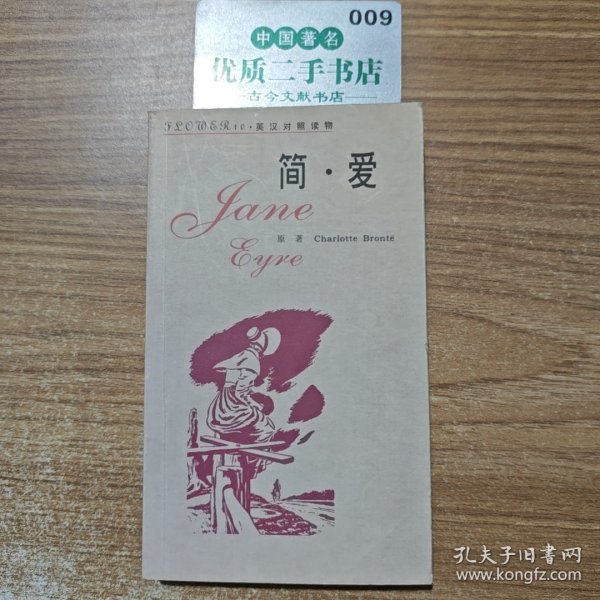 009
中国著名
优质二手书店
古今文献书店
FLOWER 10·英汉对照读物
简·爱
Jane
Eyre
原 著 Charlotte Brontë
孔夫子旧书网
www.kongfz.com